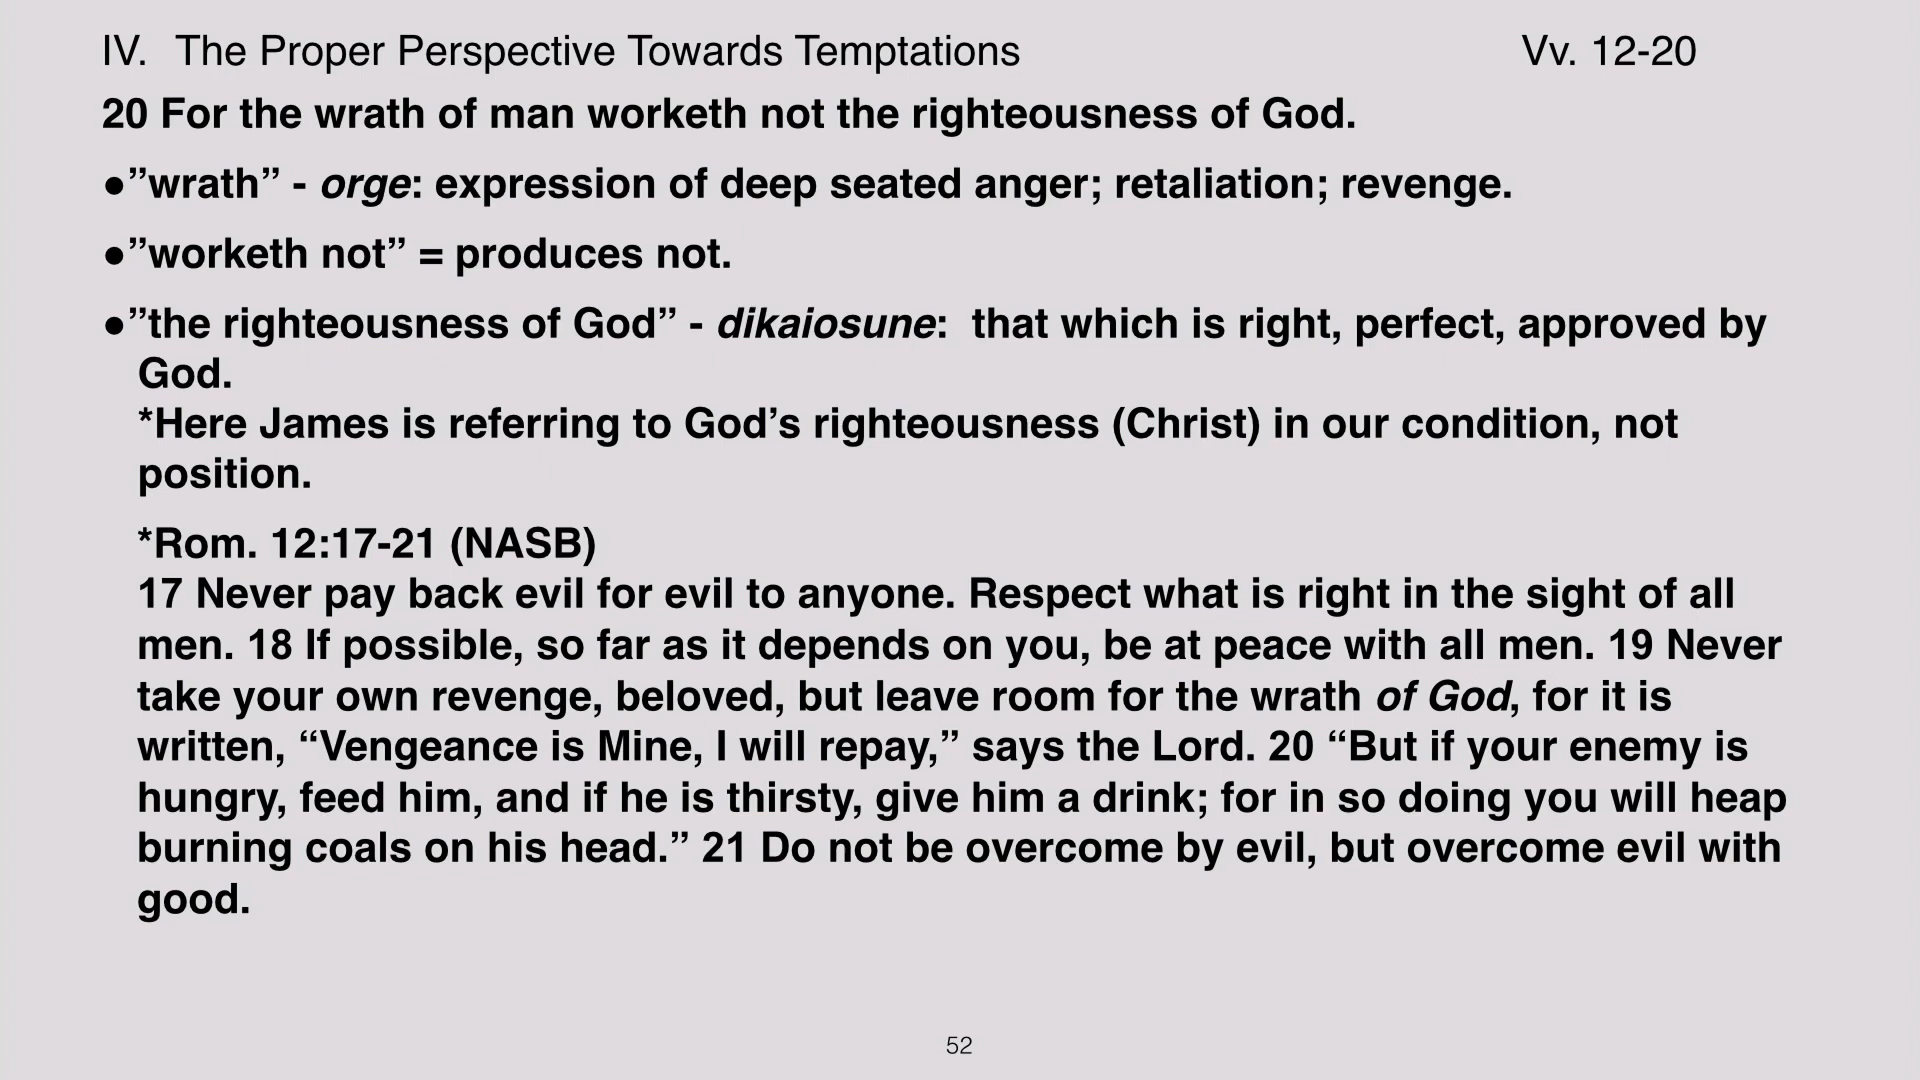 IV. The Proper Perspective Towards Temptations Vv. 12-20
20 For the wrath of man worketh not the righteousness of God.
●”wrath” - orge: expression of deep seated anger; retaliation; revenge.
●”worketh not” = produces not.
●”the righteousness of God” - dikaiosune: that which is right, perfect, approved by
God.
*Here James is referring to God’s righteousness (Christ) in our condition, not
position.
*Rom. 12:17-21 (NASB)
17 Never pay back evil for evil to anyone. Respect what is right in the sight of all
men. 18 If possible, so far as it depends on you, be at peace with all men. 19 Never
take your own revenge, beloved, but leave room for the wrath of God, for it is
written, “Vengeance is Mine, I will repay,” says the Lord. 20 “But if your enemy is
hungry, feed him, and if he is thirsty, give him a drink; for in so doing you will heap
burning coals on his head.” 21 Do not be overcome by evil, but overcome evil with
good.
52